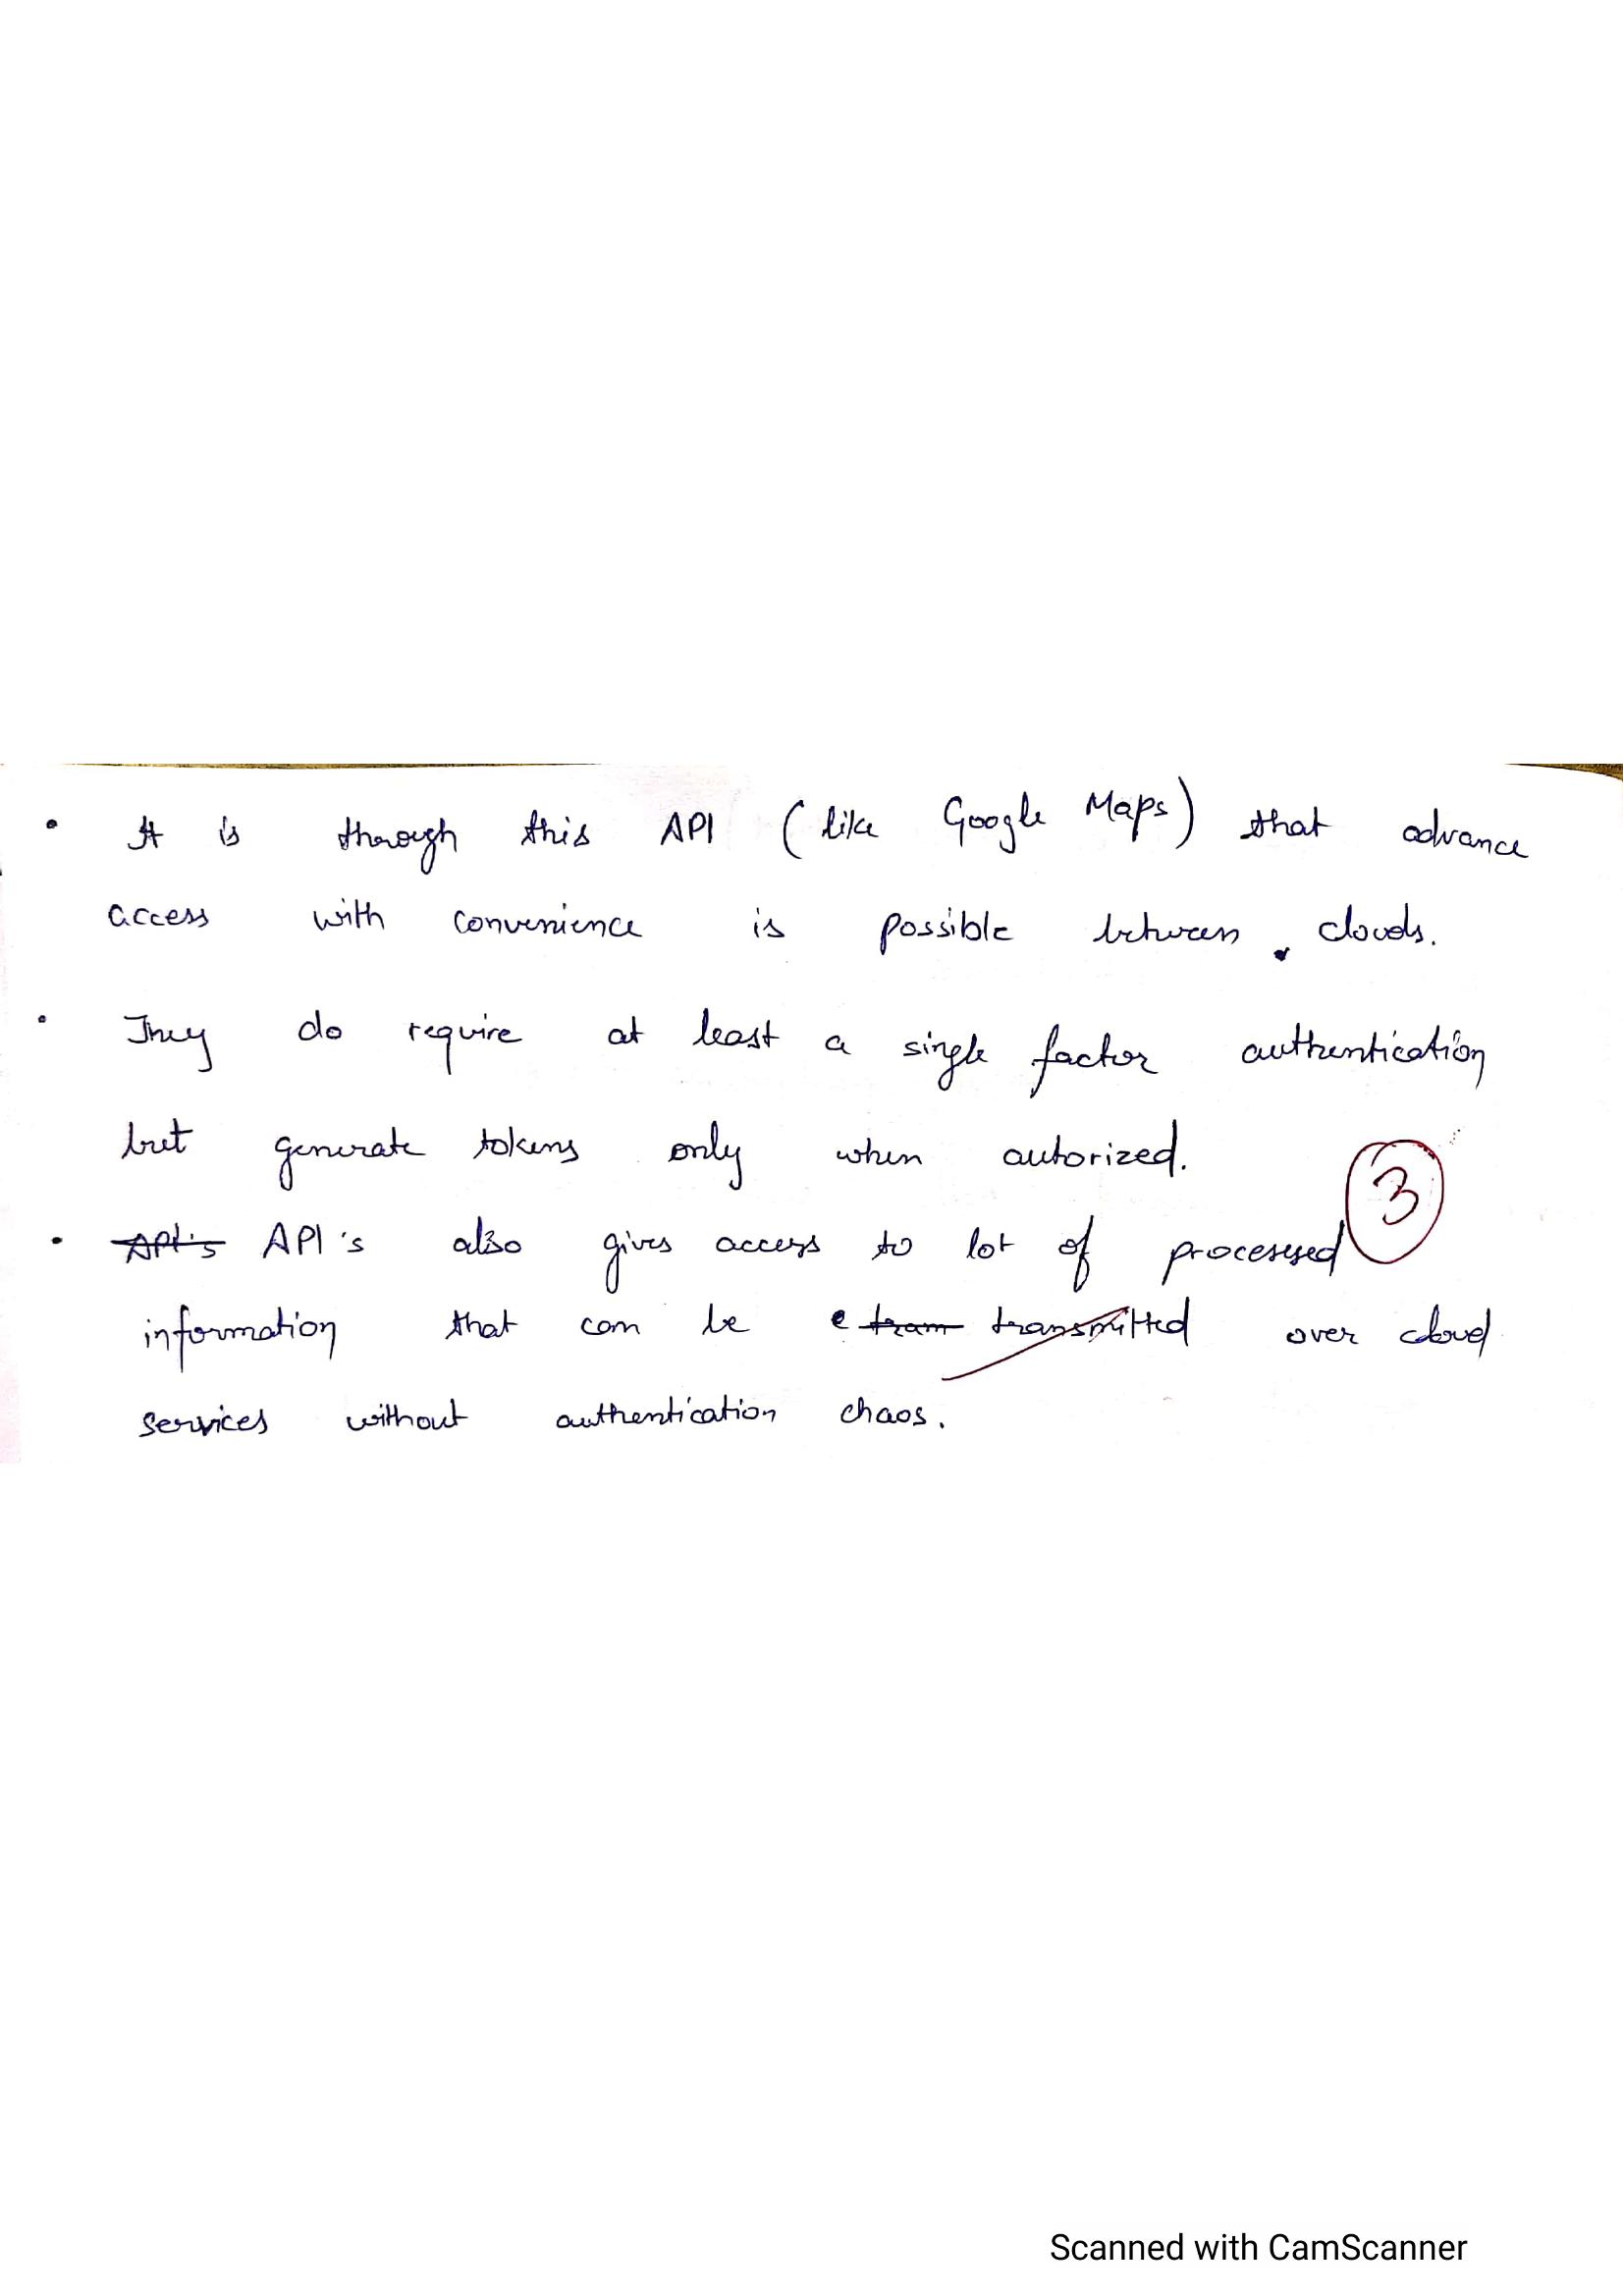 • It is thorough this API (like Google Maps) that advance
access with convenience is possible between . clouds.
• They do require at least a single factor authentication
but generate tokens only when autorized.
3
• API's API's also gives access to lot of processed
information that can be e tram transmitted over cloud
services without authentication chaos.
Scanned with CamScanner